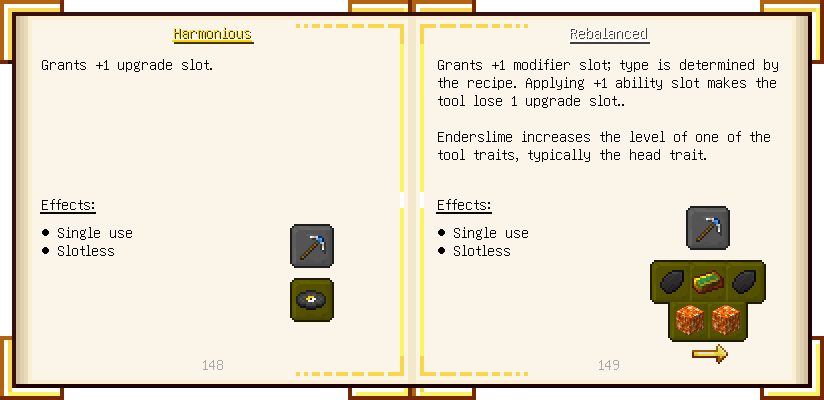 Harmonious
Grants +1 upgrade slot.
Effects:
• Single use
• Slotless
148
Rebalanced
Grants +1 modifier slot; type is determined by
the recipe. Applying +1 ability slot makes the
tool lose 1 upgrade slot..
Enderslime increases the level of one of the
tool traits, typically the head trait.
Effects:
• Single use
• Slotless
149